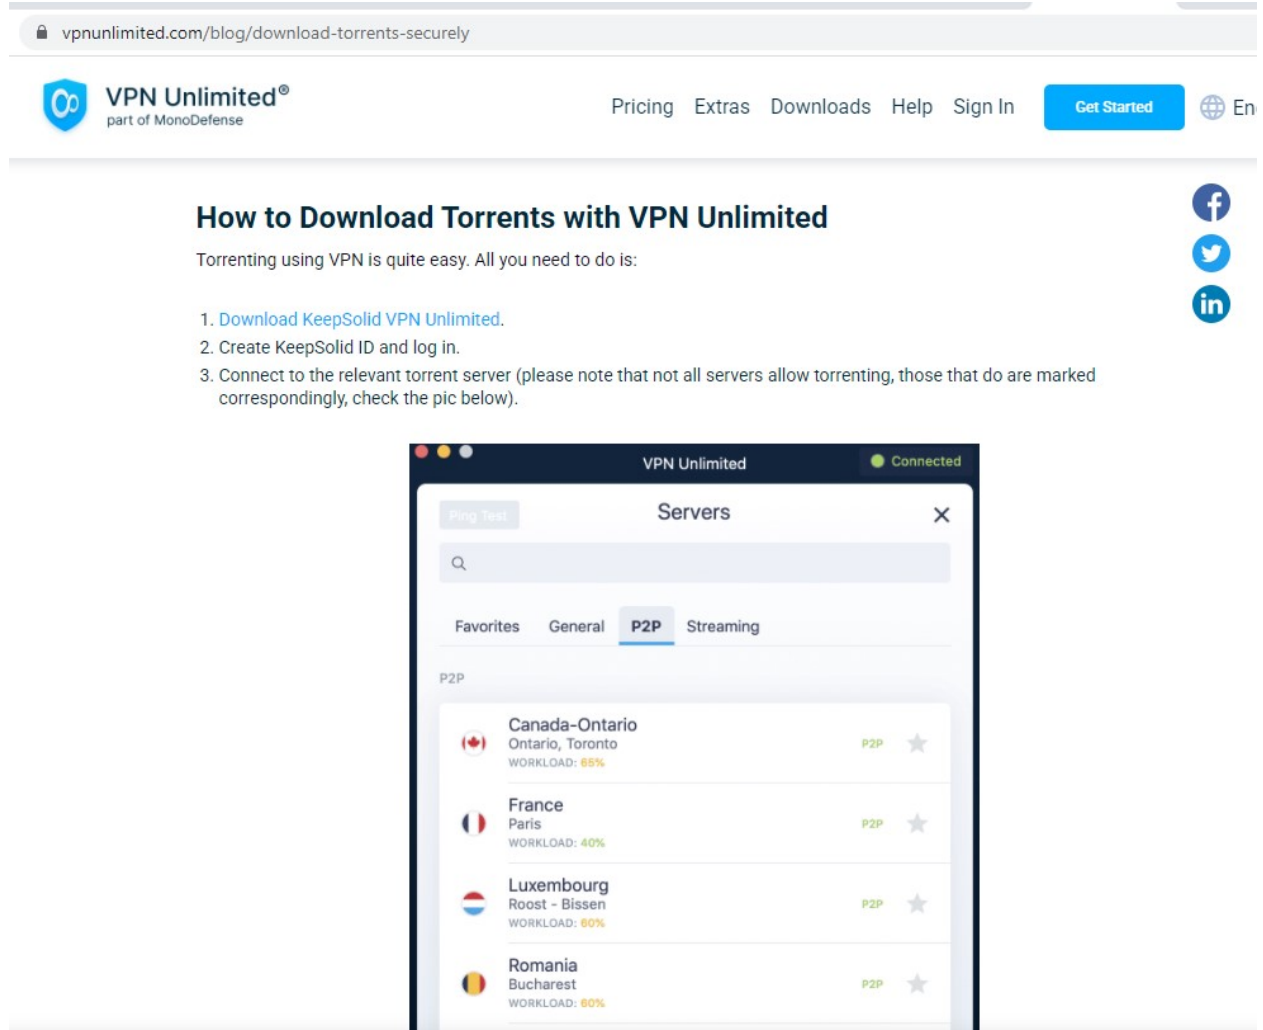 vpnunlimited.com/blog/download-torrents-securely
VPN Unlimited®
part of MonoDefense
Pricing Extras Downloads Help Sign In Get Started
How to Download Torrents with VPN Unlimited
Torrenting using VPN is quite easy. All you need to do is:
1. Download KeepSolid VPN Unlimited.
2. Create KeepSolid ID and log in.
3. Connect to the relevant torrent server (please note that not all servers allow torrenting, those that do are marked
correspondingly, check the pic below).
VPN Unlimited Connected
Ping Test Servers
Favorites General P2P Streaming
P2P
Canada-Ontario
Ontario, Toronto P2P
WORKLOAD: 65%
France
Paris P2P
WORKLOAD: 40%
Luxembourg
Roost - Bissen P2P
WORKLOAD: 60%
Romania
Bucharest P2P
WORKLOAD: 60%